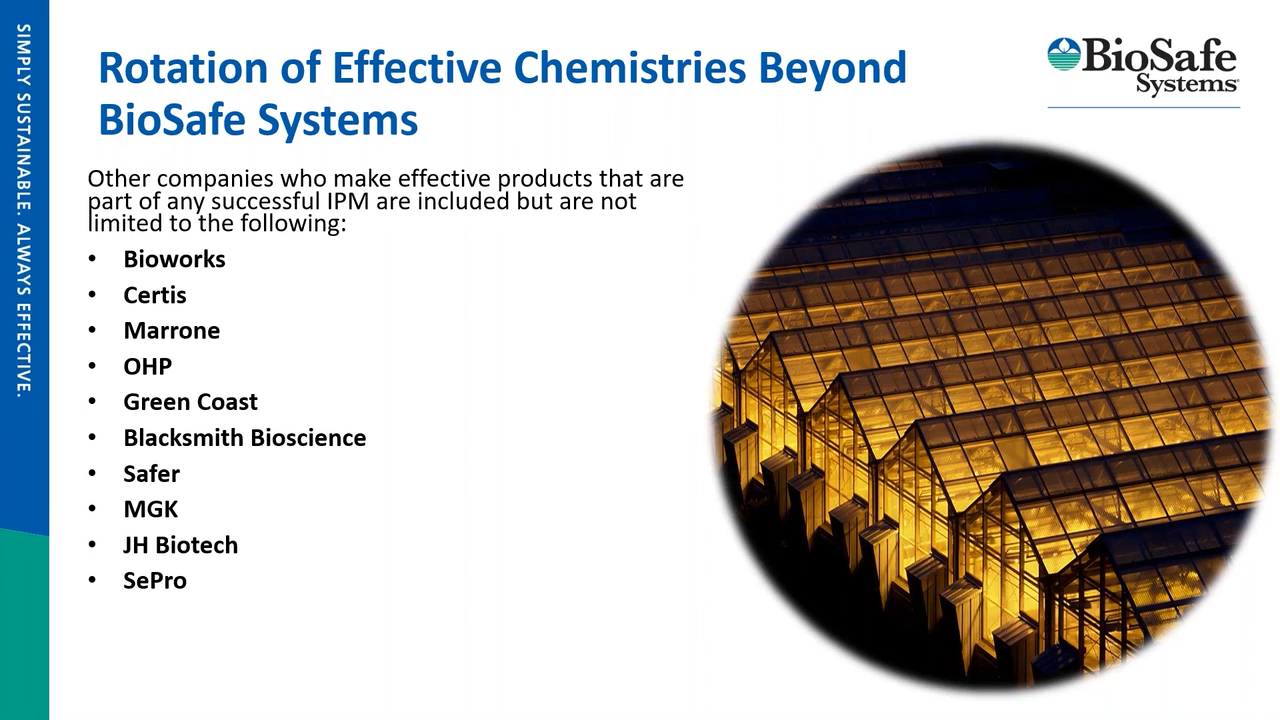 SIMPLY SUSTAINABLE. ALWAYS EFFECTIVE.
Rotation of Effective Chemistries Beyond
BioSafe Systems
BioSafe
Systems
Other companies who make effective products that are
part of any successful IPM are included but are not
limited to the following:
• Bioworks
• Certis
• Marrone
• OHP
• Green Coast
• Blacksmith Bioscience
• Safer
• MGK
• JH Biotech
• SePro